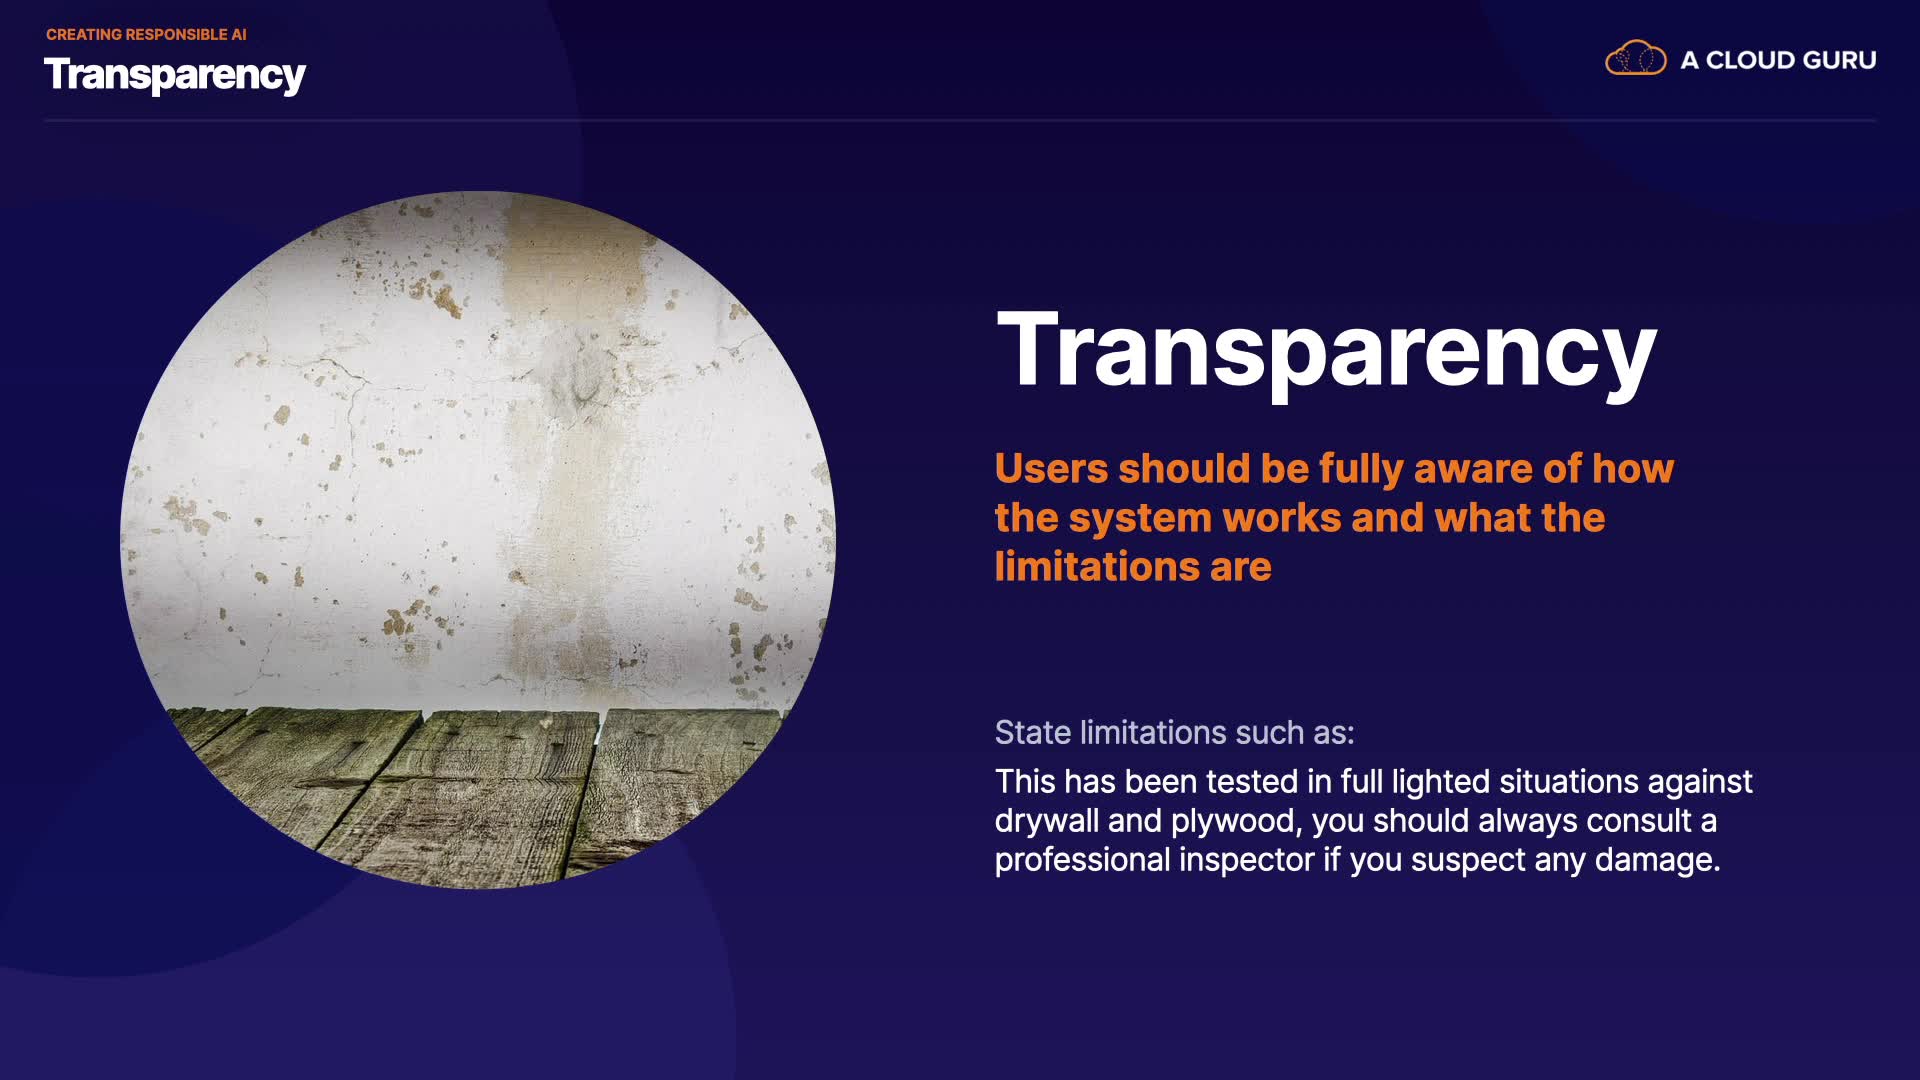 CREATING RESPONSIBLE AI
Transparency
A CLOUD GURU
Transparency
Users should be fully aware of how
the system works and what the
limitations are
State limitations such as:
This has been tested in full lighted situations against
drywall and plywood, you should always consult a
professional inspector if you suspect any damage.